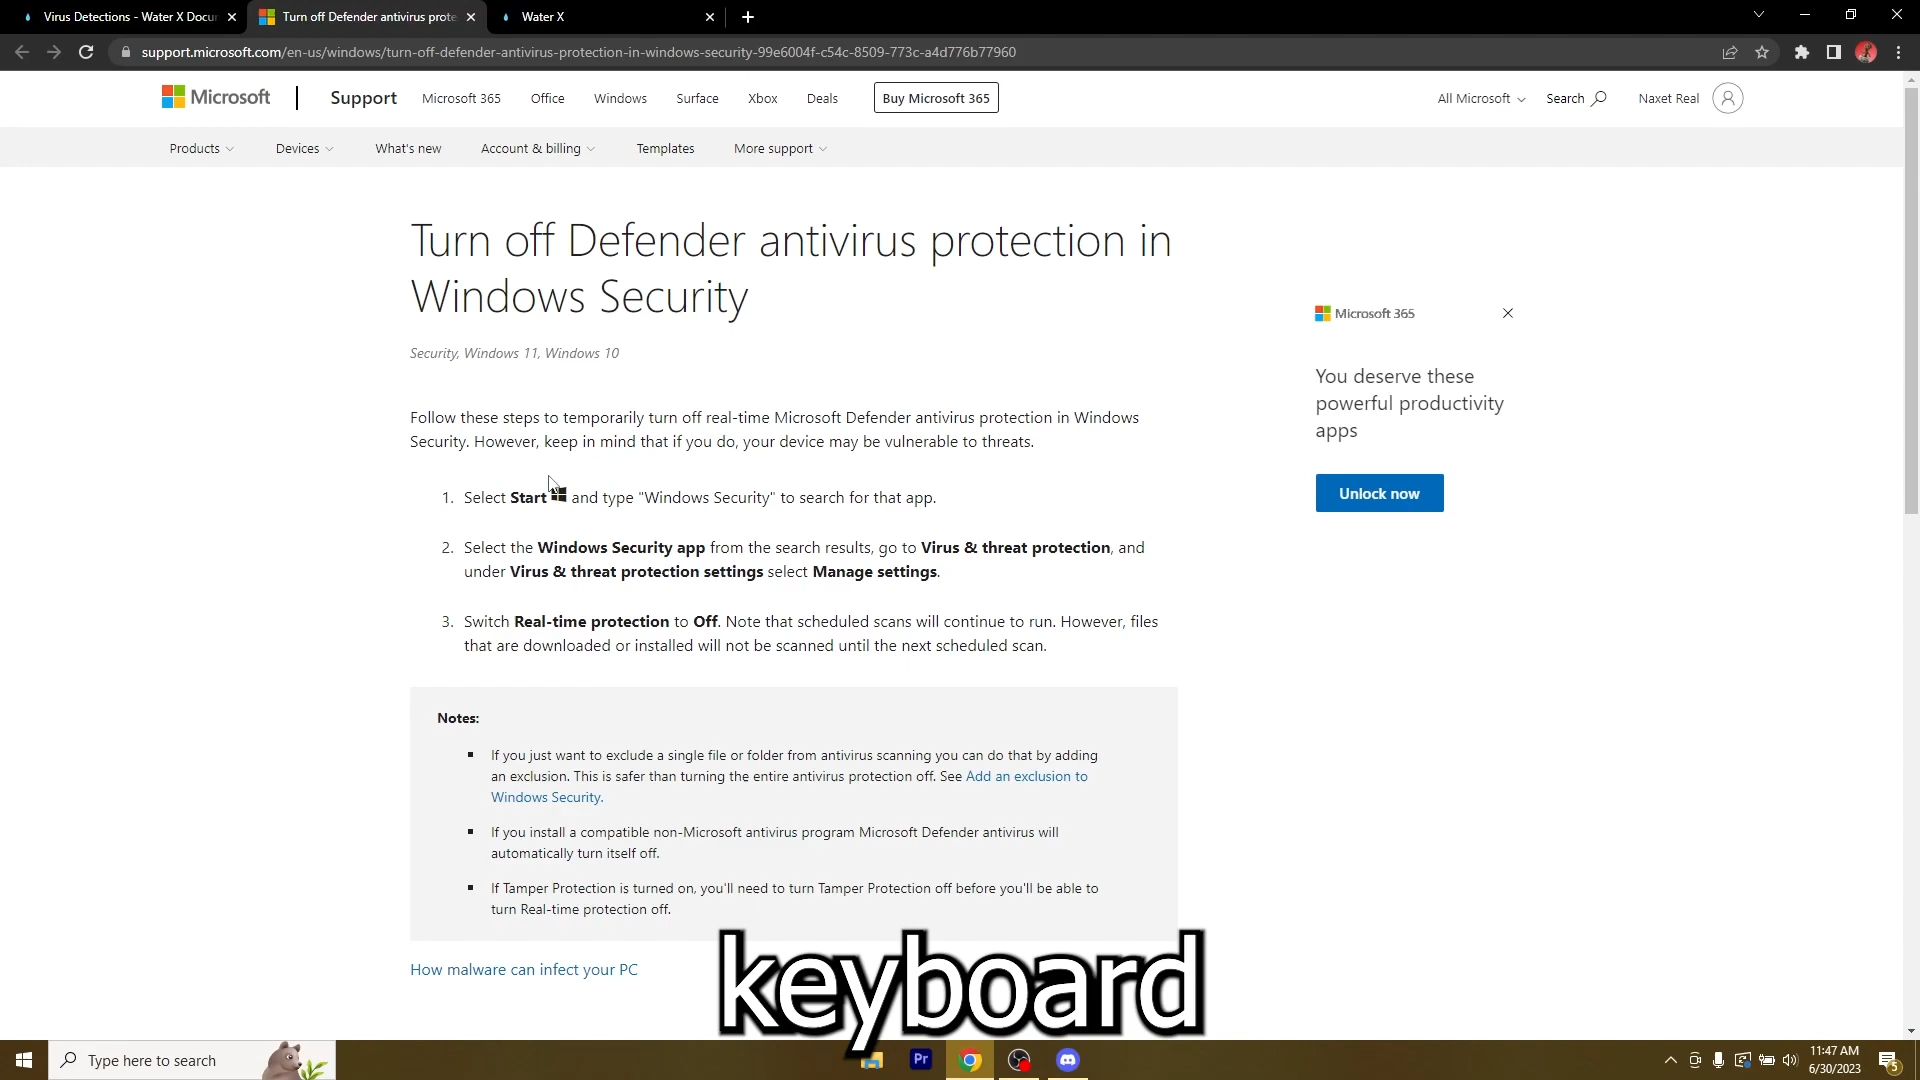 Virus Detections - Water X Docu
Turn off Defender antivirus prote
Water X
support.microsoft.com/en-us/windows/turn-off-defender-antivirus-protection-in-windows-security-99e6004f-c54c-8509-773c-a4d776b77960
Microsoft
Support
Microsoft 365
Office
Windows
Surface
Xbox
Deals
Buy Microsoft 365
All Microsoft
Search
Naxet Real
Products
Devices
What's new
Account & billing
Templates
More support
Turn off Defender antivirus protection in
Windows Security
Security, Windows 11, Windows 10
Follow these steps to temporarily turn off real-time Microsoft Defender antivirus protection in Windows
Security. However, keep in mind that if you do, your device may be vulnerable to threats.
1. Select Start and type "Windows Security" to search for that app.
2. Select the Windows Security app from the search results, go to Virus & threat protection, and
under Virus & threat protection settings select Manage settings.
3. Switch Real-time protection to Off. Note that scheduled scans will continue to run. However, files
that are downloaded or installed will not be scanned until the next scheduled scan.
Notes:
If you just want to exclude a single file or folder from antivirus scanning you can do that by adding
an exclusion. This is safer than turning the entire antivirus protection off. See Add an exclusion to
Windows Security.
If you install a compatible non-Microsoft antivirus program Microsoft Defender antivirus will
automatically turn itself off.
If Tamper Protection is turned on, you'll need to turn Tamper Protection off before you'll be able to
turn Real-time protection off.
How malware can infect your PC
Microsoft 365
You deserve these
powerful productivity
apps
Unlock now
keyboard
Type here to search
Pr
11:47 AM
6/30/2023
5